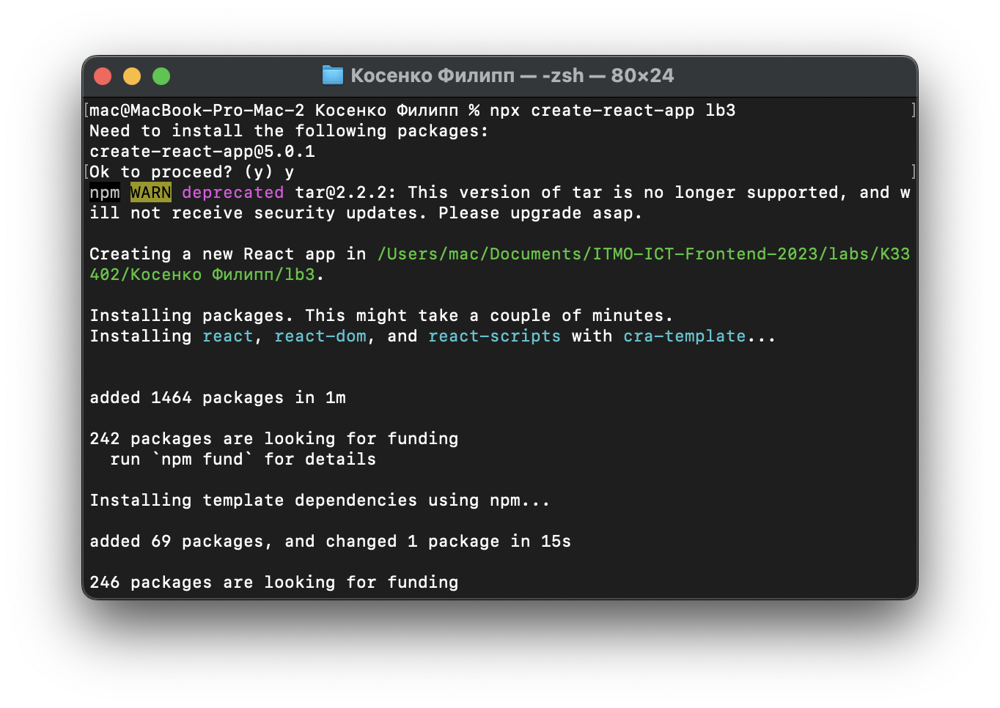 Косенко Филипп — -zsh — 80×24
mac@MacBook-Pro-Mac-2 Косенко Филипп % npx create-react-app lb3
Need to install the following packages:
create-react-app@5.0.1
Ok to proceed? (y) y
npm WARN deprecated tar@2.2.2: This version of tar is no longer supported, and w
ill not receive security updates. Please upgrade asap.
Creating a new React app in /Users/mac/Documents/ITMO-ICT-Frontend-2023/labs/K33
402/Косенко Филипп/lb3.
Installing packages. This might take a couple of minutes.
Installing react, react-dom, and react-scripts with cra-template...
added 1464 packages in 1m
242 packages are looking for funding
  run `npm fund` for details
Installing template dependencies using npm...
added 69 packages, and changed 1 package in 15s
246 packages are looking for funding